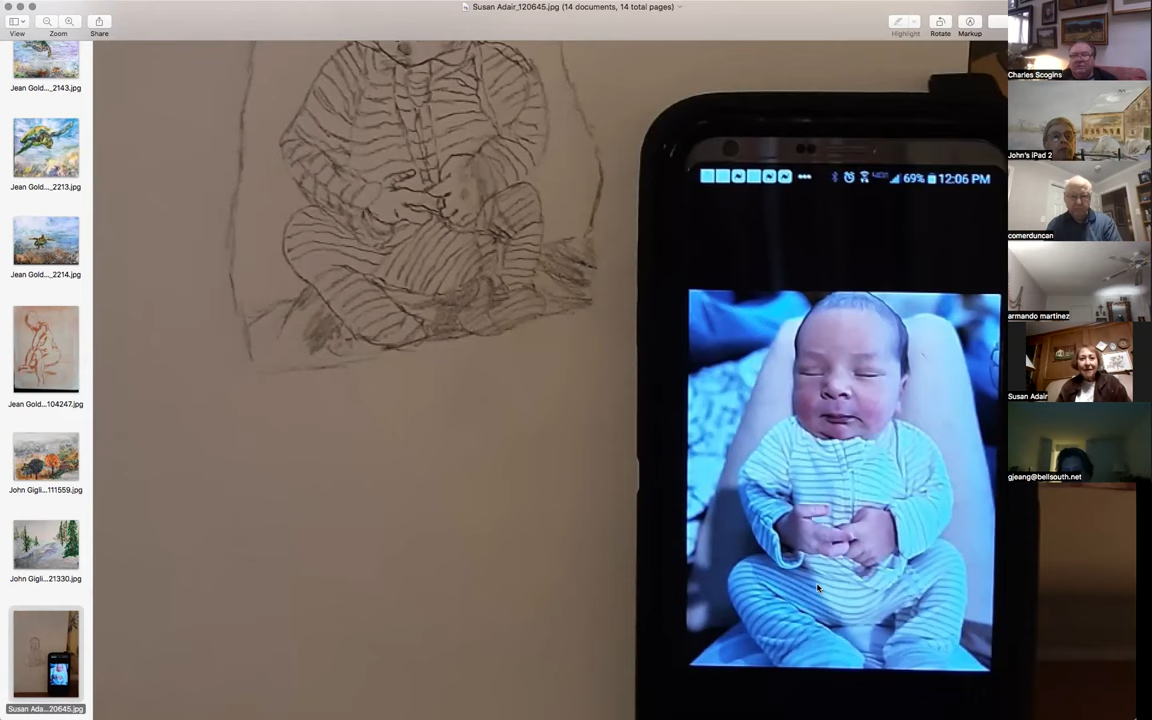 Susan Adair_120645.jpg (14 documents, 14 total pages)
View
Zoom
Share
Highlight
Rotate
Markup
Jean Gold..._2143.jpg
Jean Gold..._2213.jpg
Jean Gold..._2214.jpg
Jean Gold...104247.jpg
John Gigli...111559.jpg
John Gigli...21330.jpg
Susan Ada...20645.jpg
69% 12:06 PM
Charles Scogins
John's iPad 2
comerduncan
armando martinez
Susan Adair
gjeang@bellsouth.net